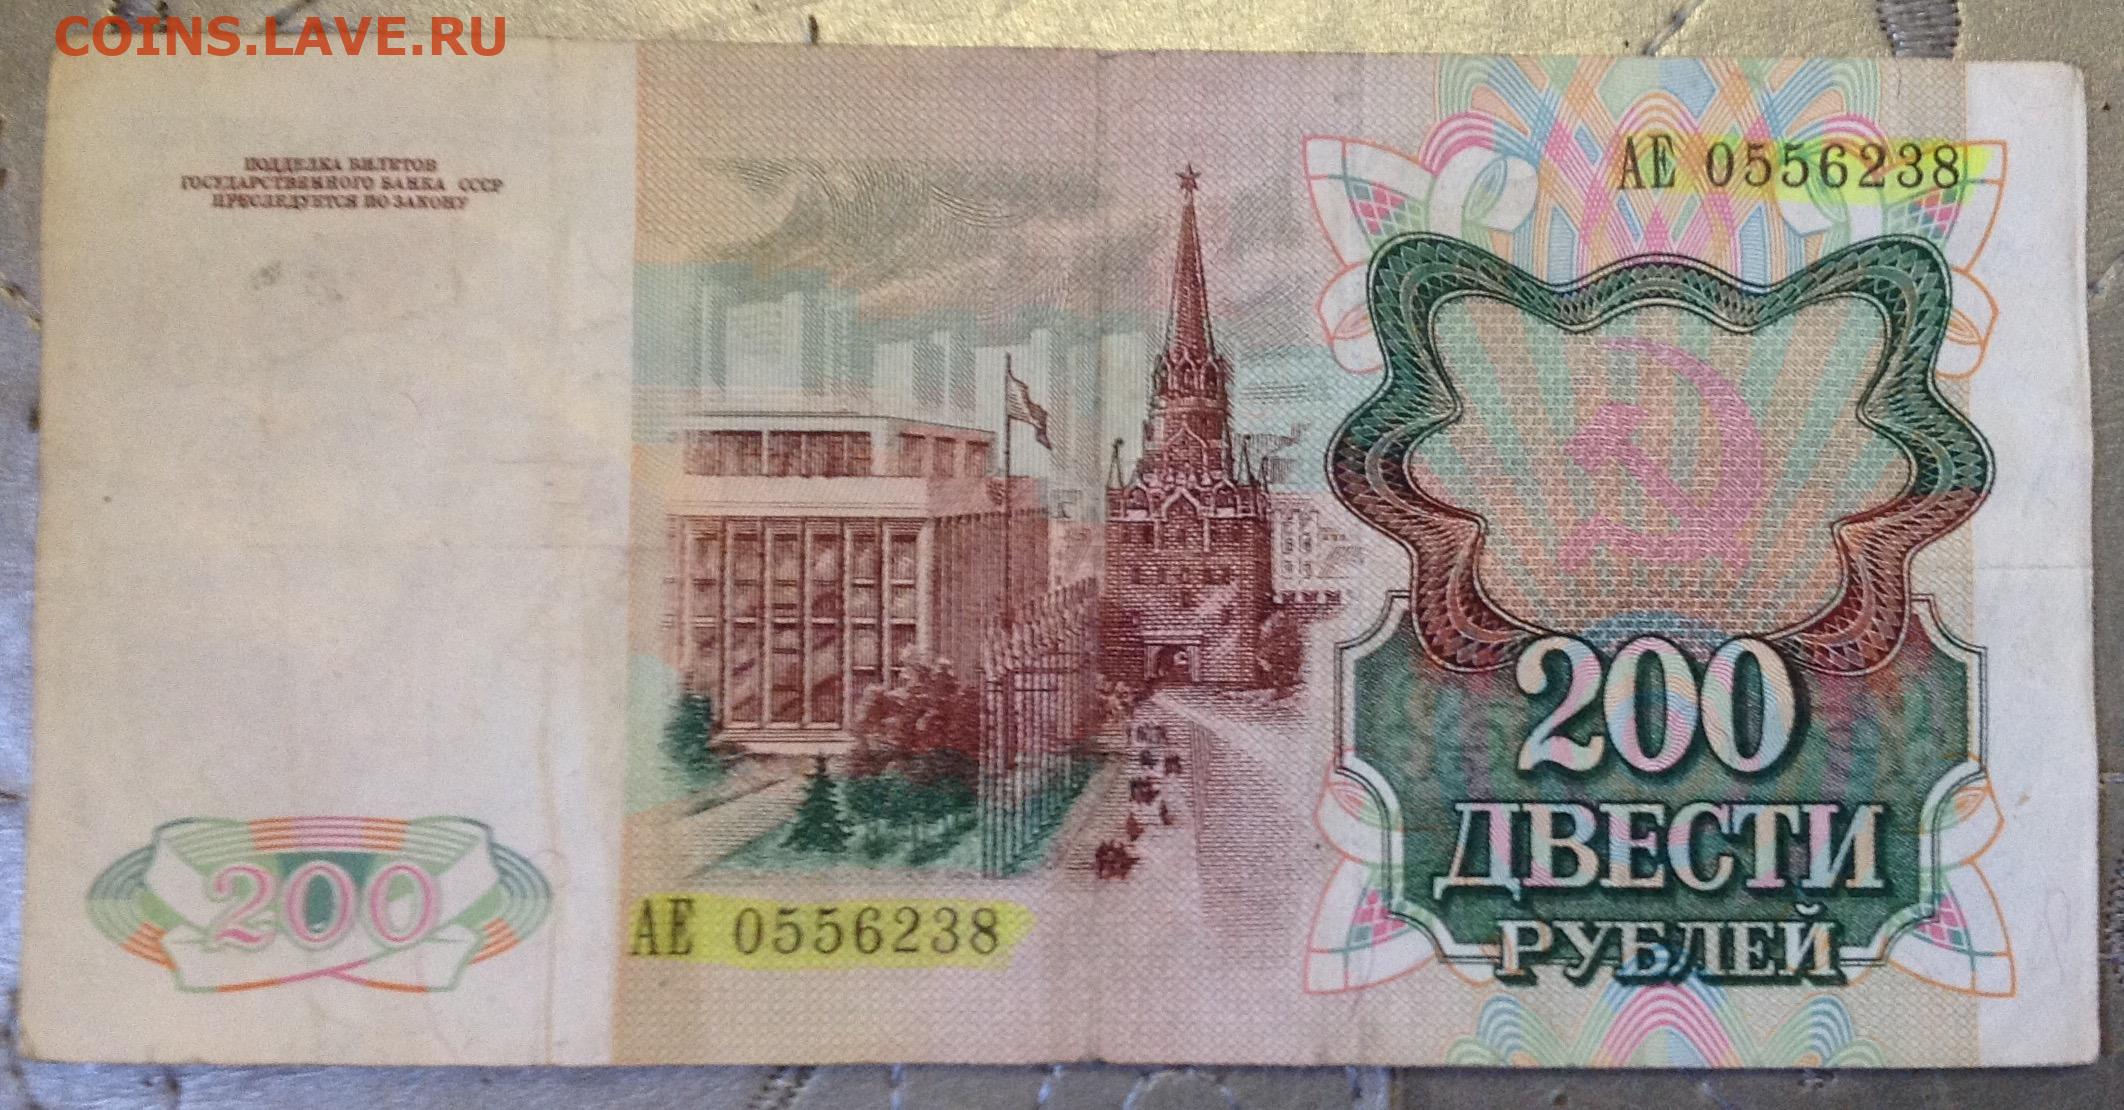 COINS.LAVE.RU
ПОДДЕЛКА БИЛЕТОВ
ГОСУДАРСТВЕННОГО БАНКА СССР
ПРЕСЛЕДУЕТСЯ ПО ЗАКОНУ
АЕ 0556238
200
ДВЕСТИ
РУБЛЕЙ
200
АЕ 0556238